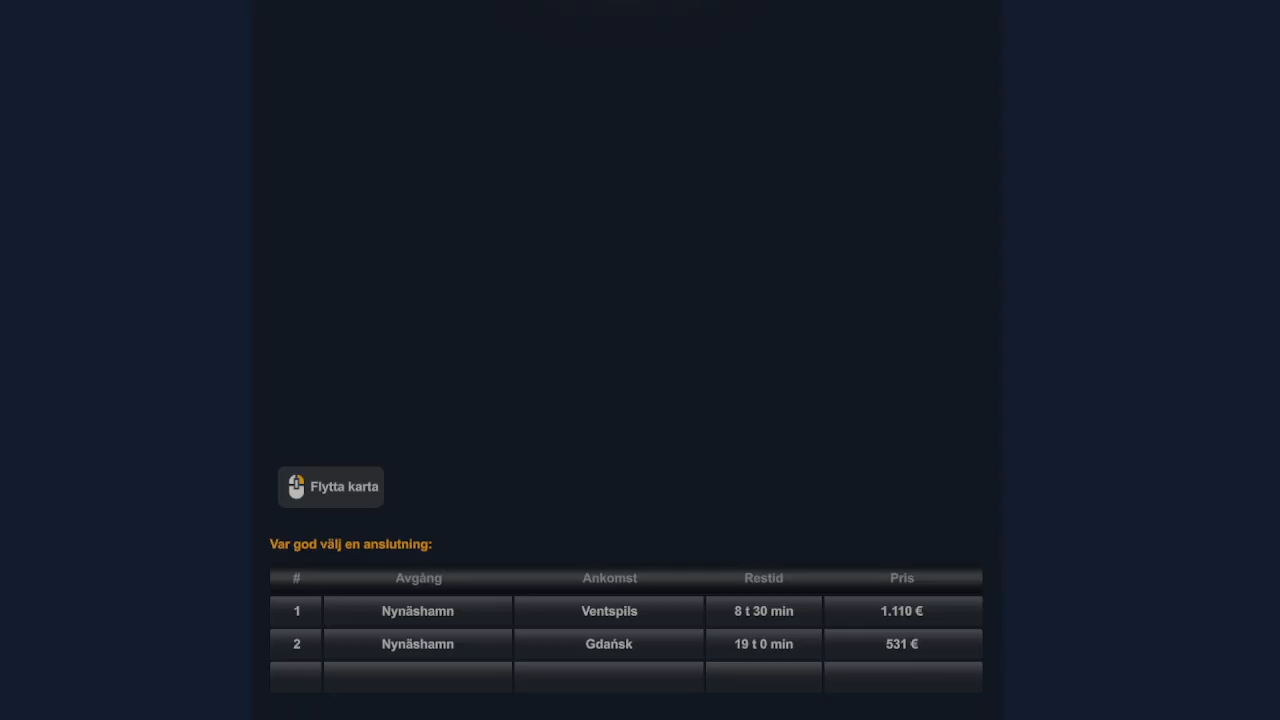 Flytta karta
Var god välj en anslutning:
# Avgång Ankomst Restid Pris
1 Nynäshamn Ventspils 8 t 30 min 1.110 €
2 Nynäshamn Gdańsk 19 t 0 min 531 €